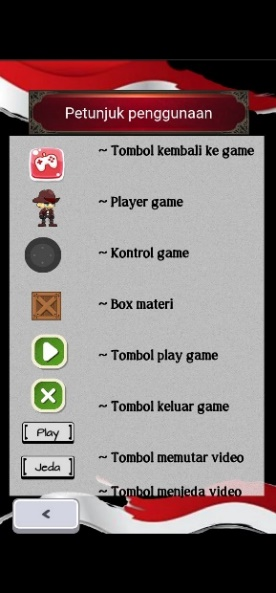 Petunjuk penggunaan
~ Tombol kembali ke game
~ Player game
~ Kontrol game
~ Box materi
~ Tombol play game
~ Tombol keluar game
[ Play ]
~ Tombol memutar video
[ Jeda ]
~ Tombol menjeda video